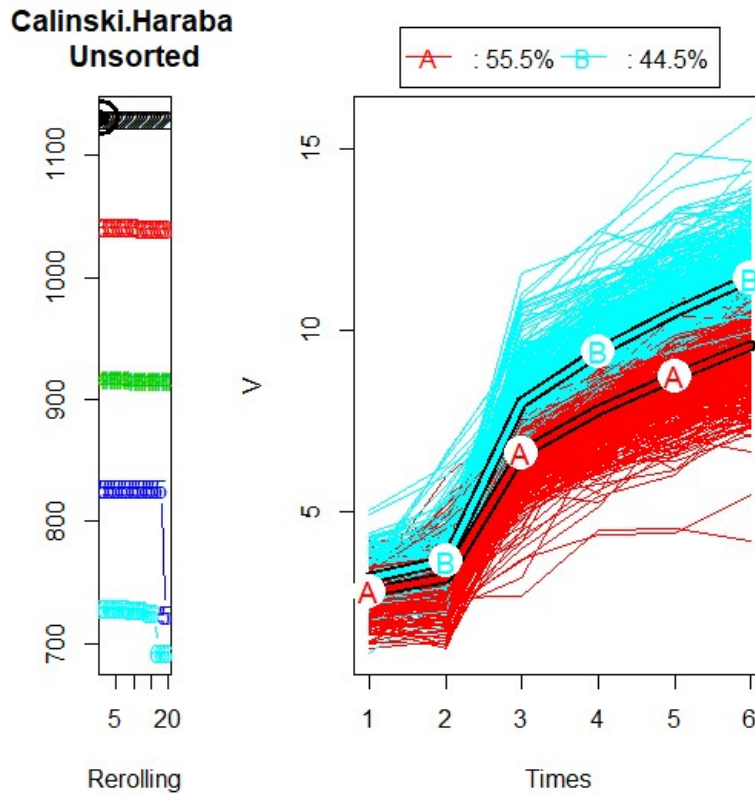 Calinski.Haraba
Unsorted
A : 55.5% B : 44.5%
1100
1000
900
800
700
5 20
Rerolling
V
15
10
5
B
B
A
A
B
A
1 2 3 4 5 6
Times